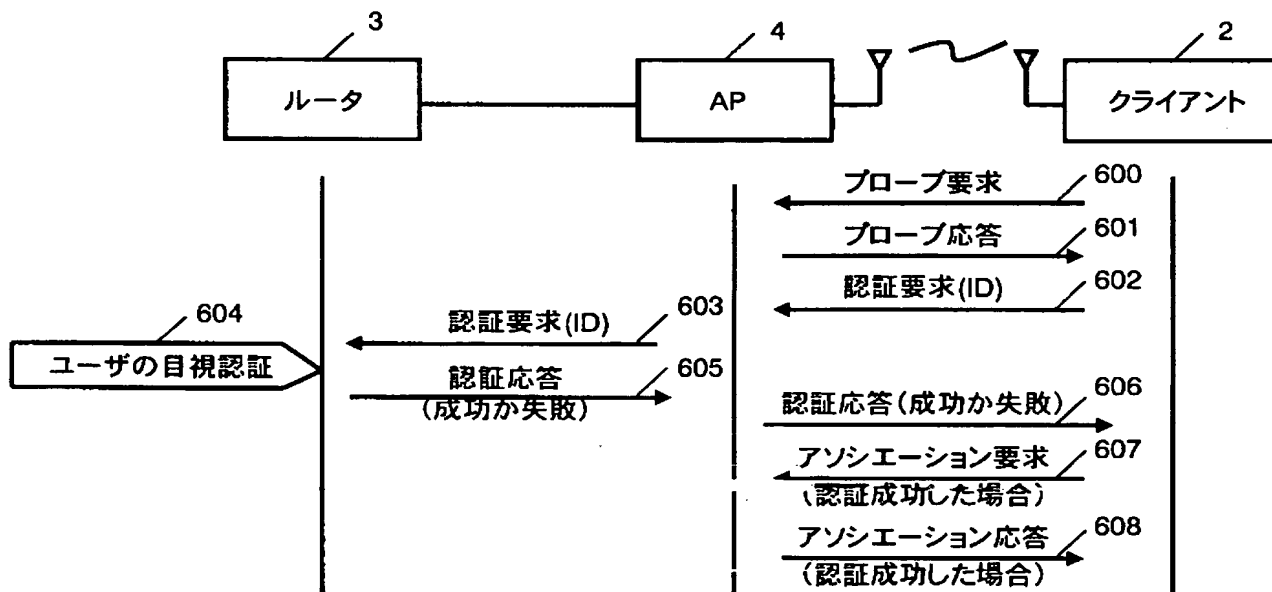 3
4
2
ルータ
AP
クライアント
プローブ要求
600
プローブ応答
601
認証要求(ID)
602
認証要求(ID)
603
604
ユーザの目視認証
認証応答
(成功か失敗)
605
認証応答(成功か失敗)
606
アソシエーション要求
(認証成功した場合)
607
アソシエーション応答
(認証成功した場合)
608